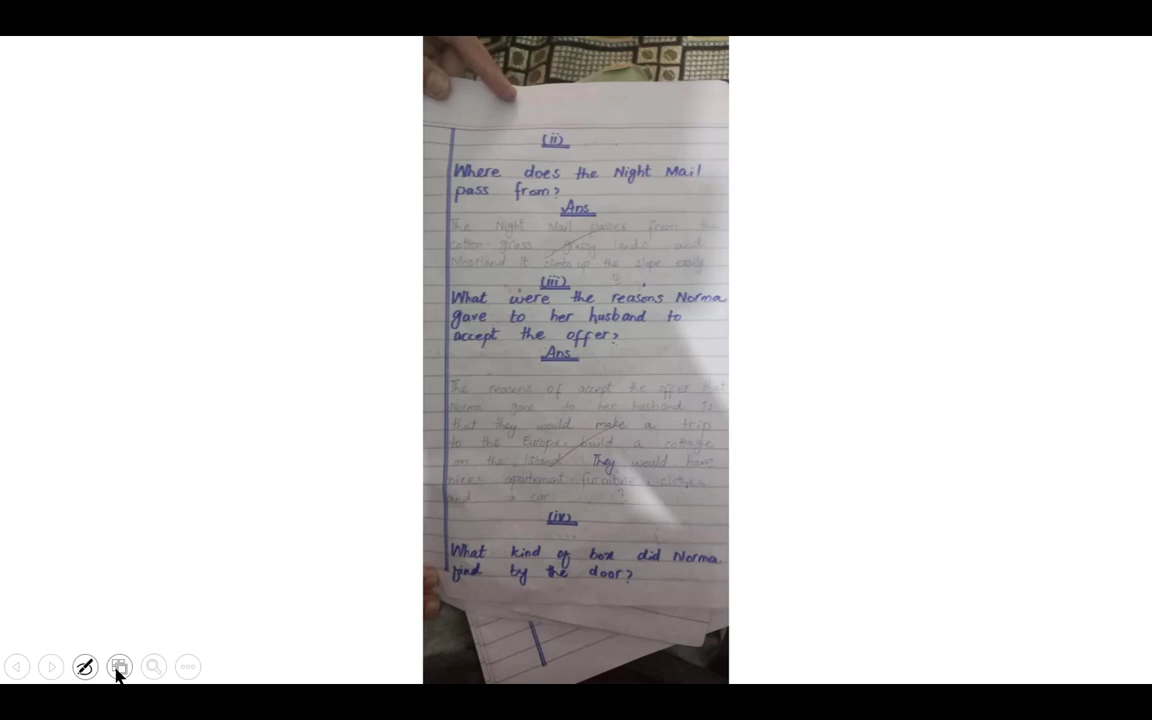 (ii)
Where does the Night Mail
pass from?
Ans
The Night Mail passes from the
cotton-grass grassy lands and
Moorland It climbs up the slope easily
(iii)
What were the reasons Norma
gave to her husband to
accept the offer?
Ans
The reasons of accept the offer that
Norma gave to her husband is
that they would make a trip
to the Europe, build a cottage
on the Island They would have
nicer apartement furniture, clothes
and a car
(iv)
What kind of box did Norma
find by the door?